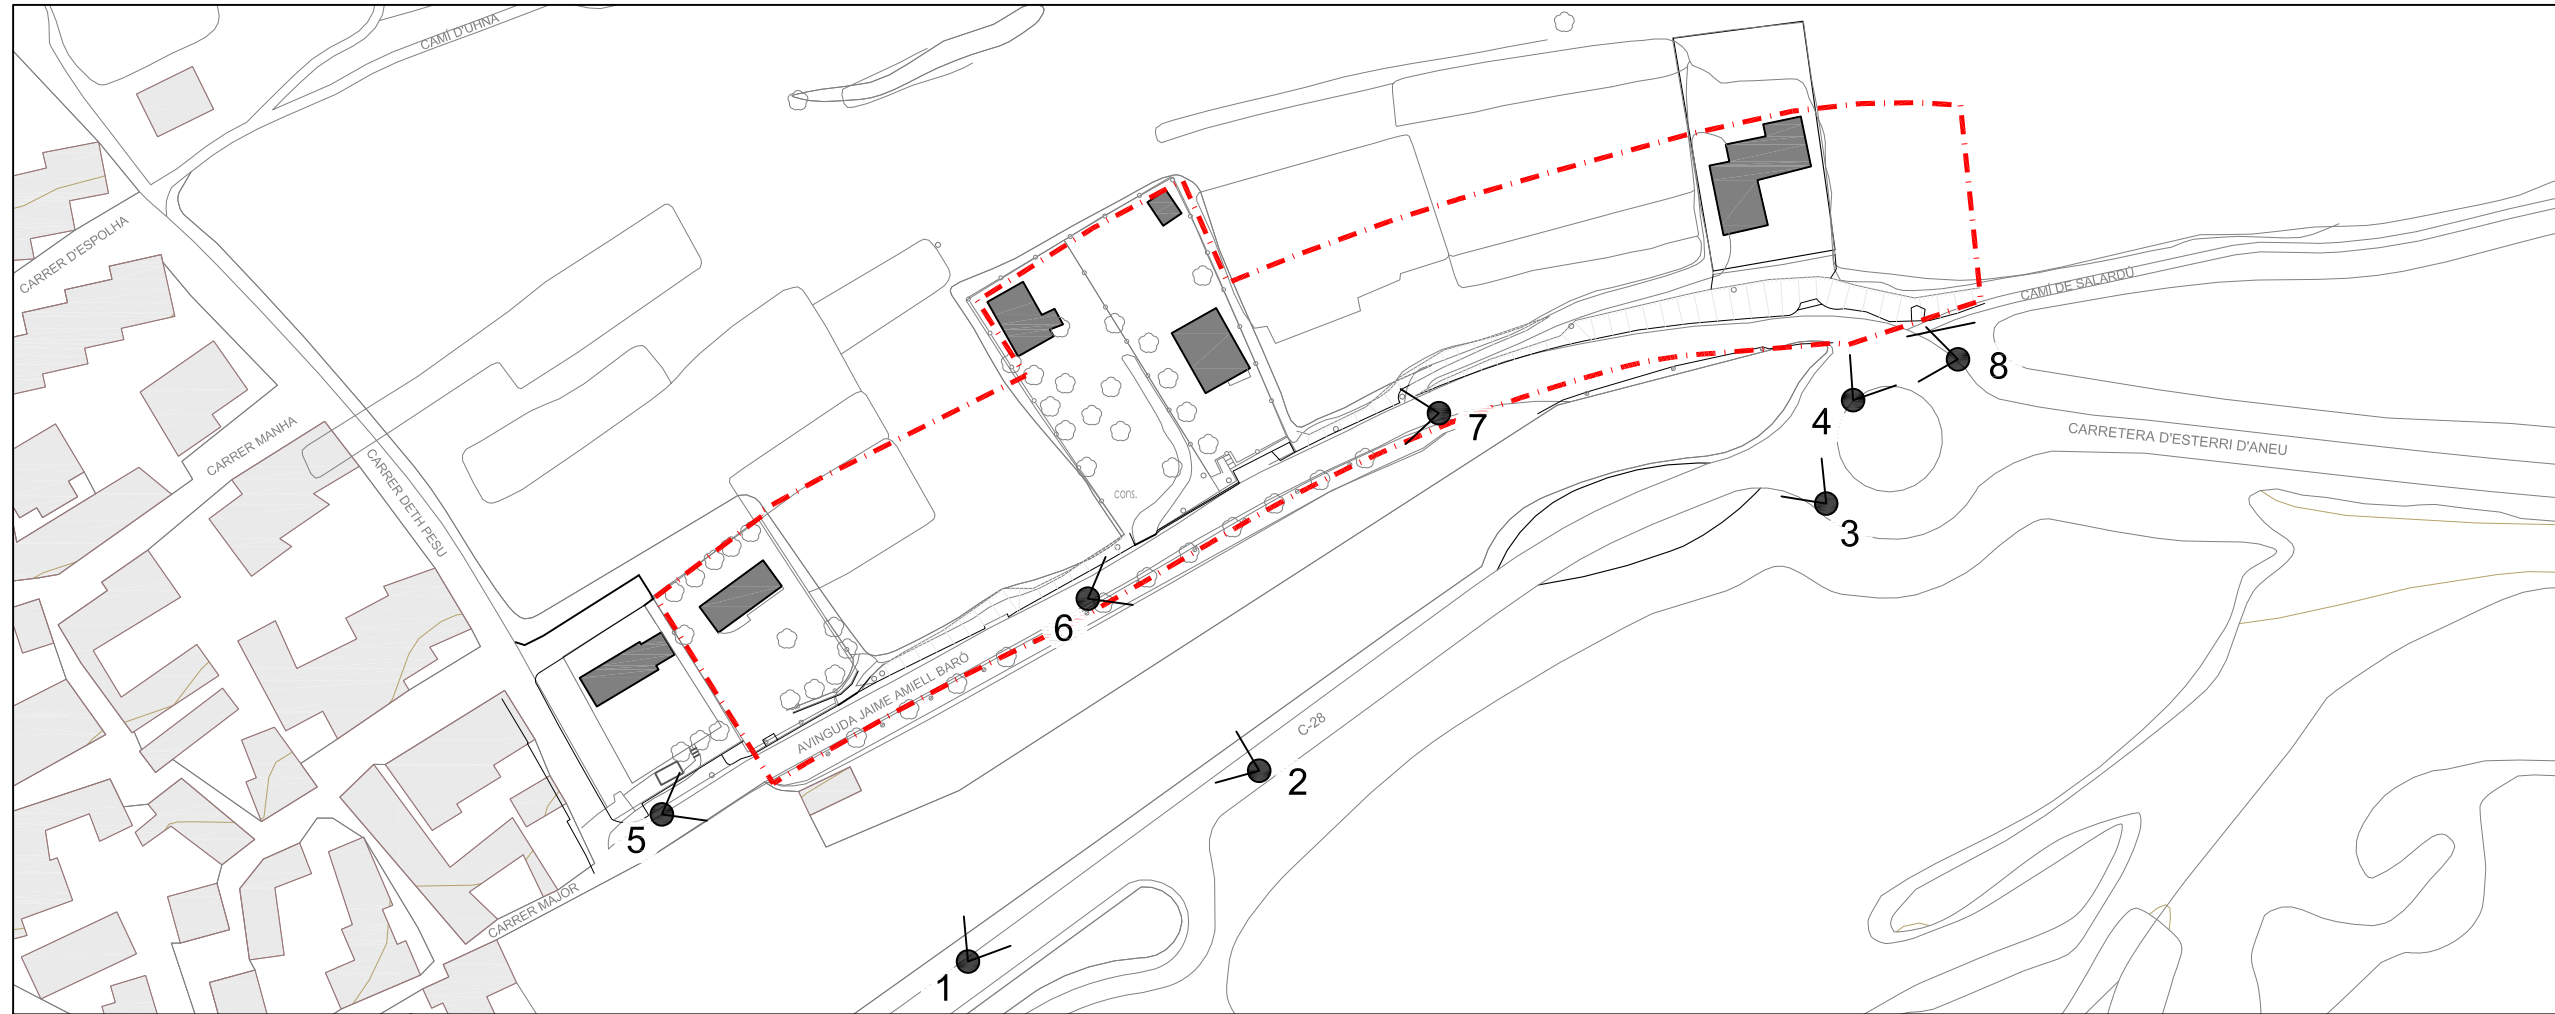 CAMÍ D'UHNA
CARRER D'ESPOLHA
CAMÍ DE SALARDÚ
8
4
CARRER MANHA
CARRER DETH PESU
7
CARRETERA D'ESTERRI D'ANEU
cons.
3
6
AVINGUDA JAIME AMIELL BARÓ
C-28
2
5
CARRER MAJOR
1